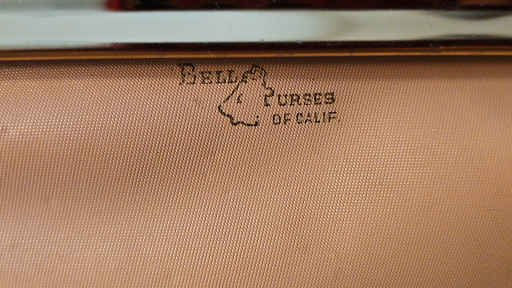 BELL
PURSES
OF CALIF.